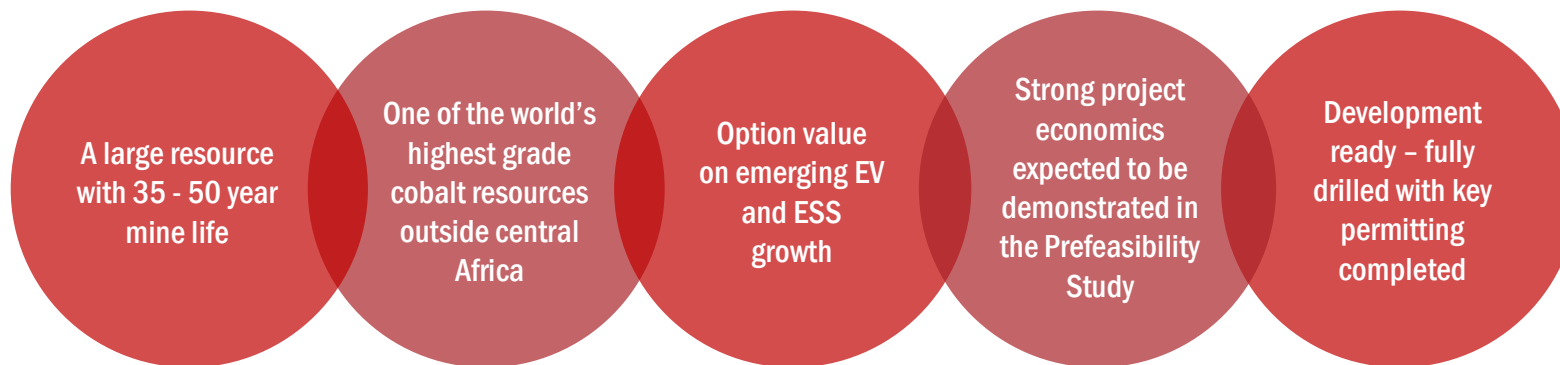 A large resource
with 35 - 50 year
mine life
One of the world’s
highest grade
cobalt resources
outside central
Africa
Option value
on emerging EV
and ESS
growth
Strong project
economics
expected to be
demonstrated in
the Prefeasibility
Study
Development
ready – fully
drilled with key
permitting
completed